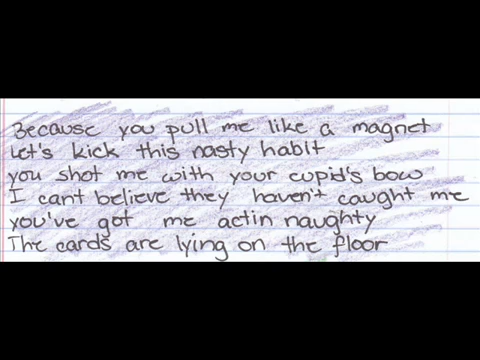 Because you pull me like a magnet
Let's kick this nasty habit
you shot me with your cupid's bow
I cant believe they haven't caught me
you've got me actin naughty
The cards are lying on the floor